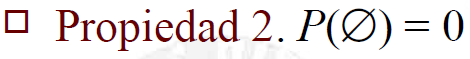 □ Propiedad 2. P(∅) = 0